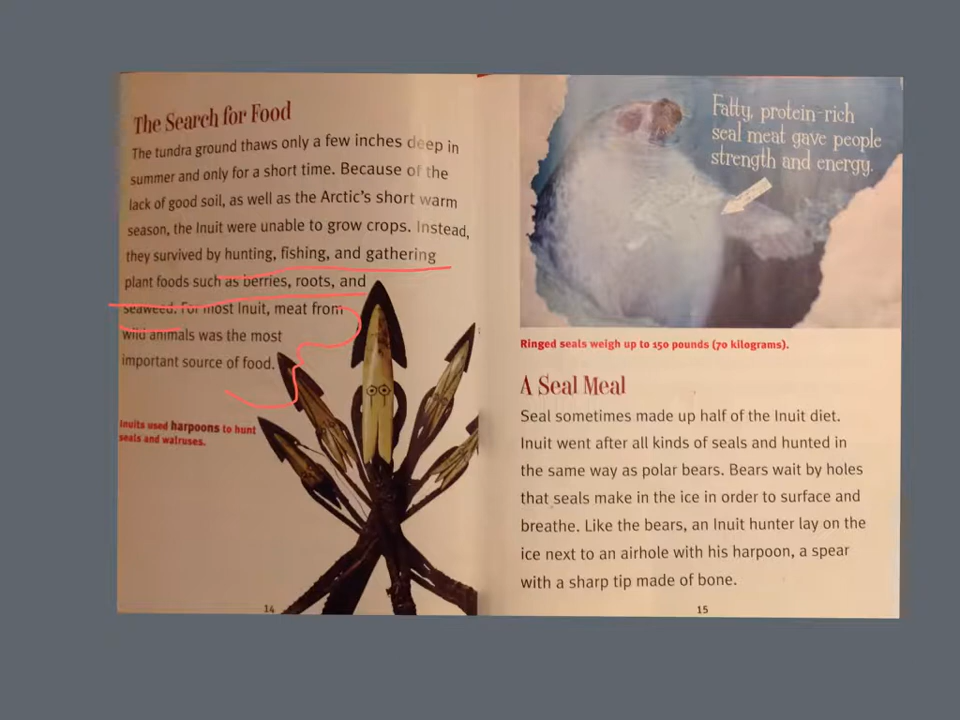 The Search for Food
The tundra ground thaws only a few inches deep in
summer and only for a short time. Because of the
lack of good soil, as well as the Arctic's short warm
season, the Inuit were unable to grow crops. Instead,
they survived by hunting, fishing, and gathering
plant foods such as berries, roots, and
seaweed. For most Inuit, meat from
wild animals was the most
important source of food.
Inuits used harpoons to hunt
seals and walruses.
14
Fatty, protein-rich
seal meat gave people
strength and energy.
Ringed seals weigh up to 150 pounds (70 kilograms).
A Seal Meal
Seal sometimes made up half of the Inuit diet.
Inuit went after all kinds of seals and hunted in
the same way as polar bears. Bears wait by holes
that seals make in the ice in order to surface and
breathe. Like the bears, an Inuit hunter lay on the
ice next to an airhole with his harpoon, a spear
with a sharp tip made of bone.
15